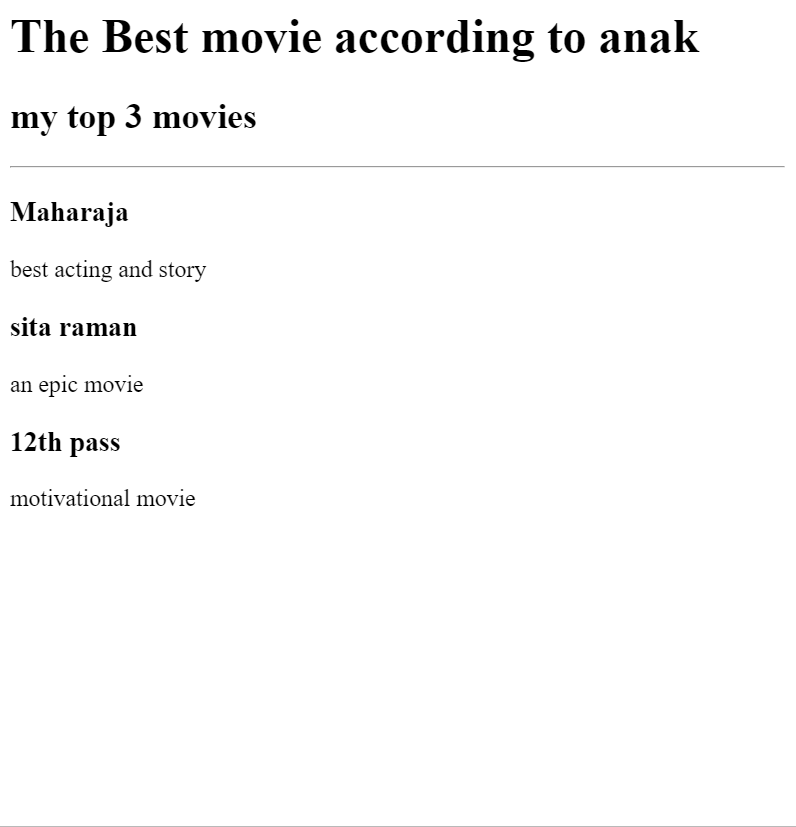 The Best movie according to anak
my top 3 movies
Maharaja
best acting and story
sita raman
an epic movie
12th pass
motivational movie